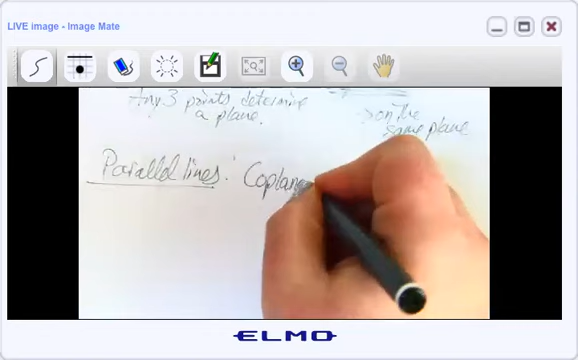 LIVE image - Image Mate
Any 3 points determine
a plane.
on the
same plane
Parallel lines: Coplan
ELMO